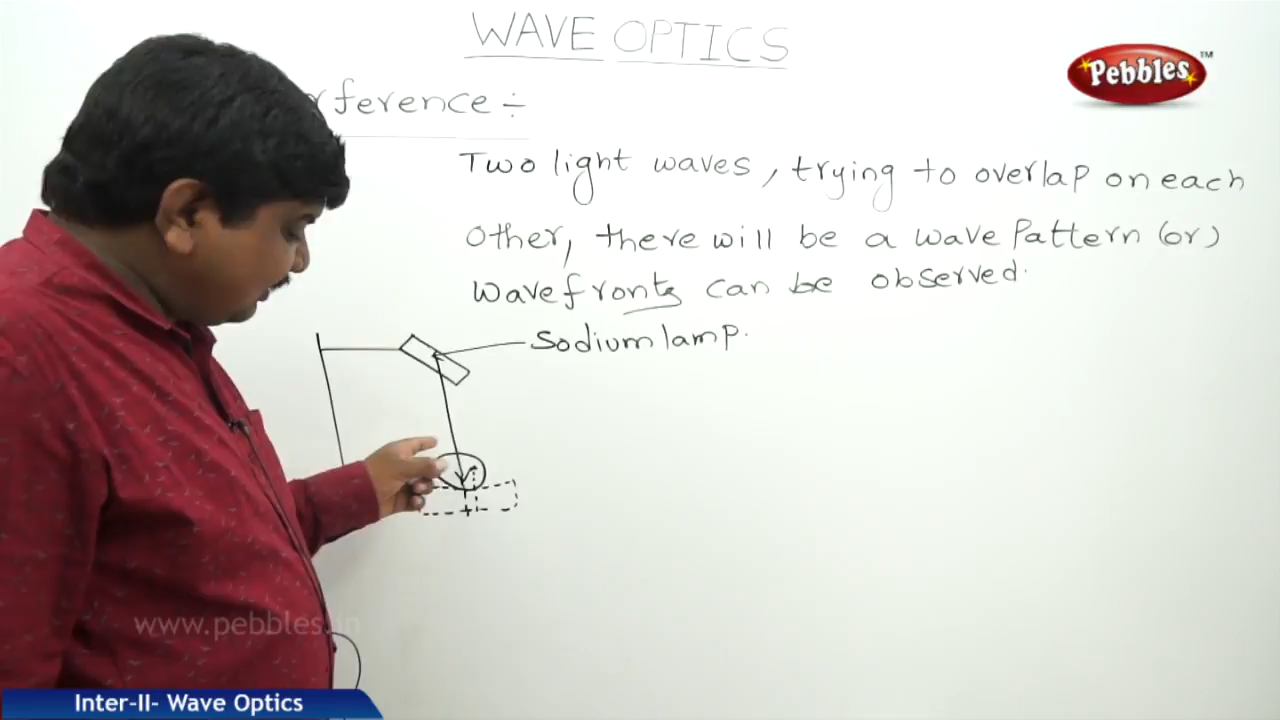 WAVE OPTICS
Pebbles™
rference :-
Two light waves, trying to overlap on each
other, there will be a wave pattern (or)
wavefronts can be observed.
Sodium lamp.
www.pebbles.in
Inter-II- Wave Optics